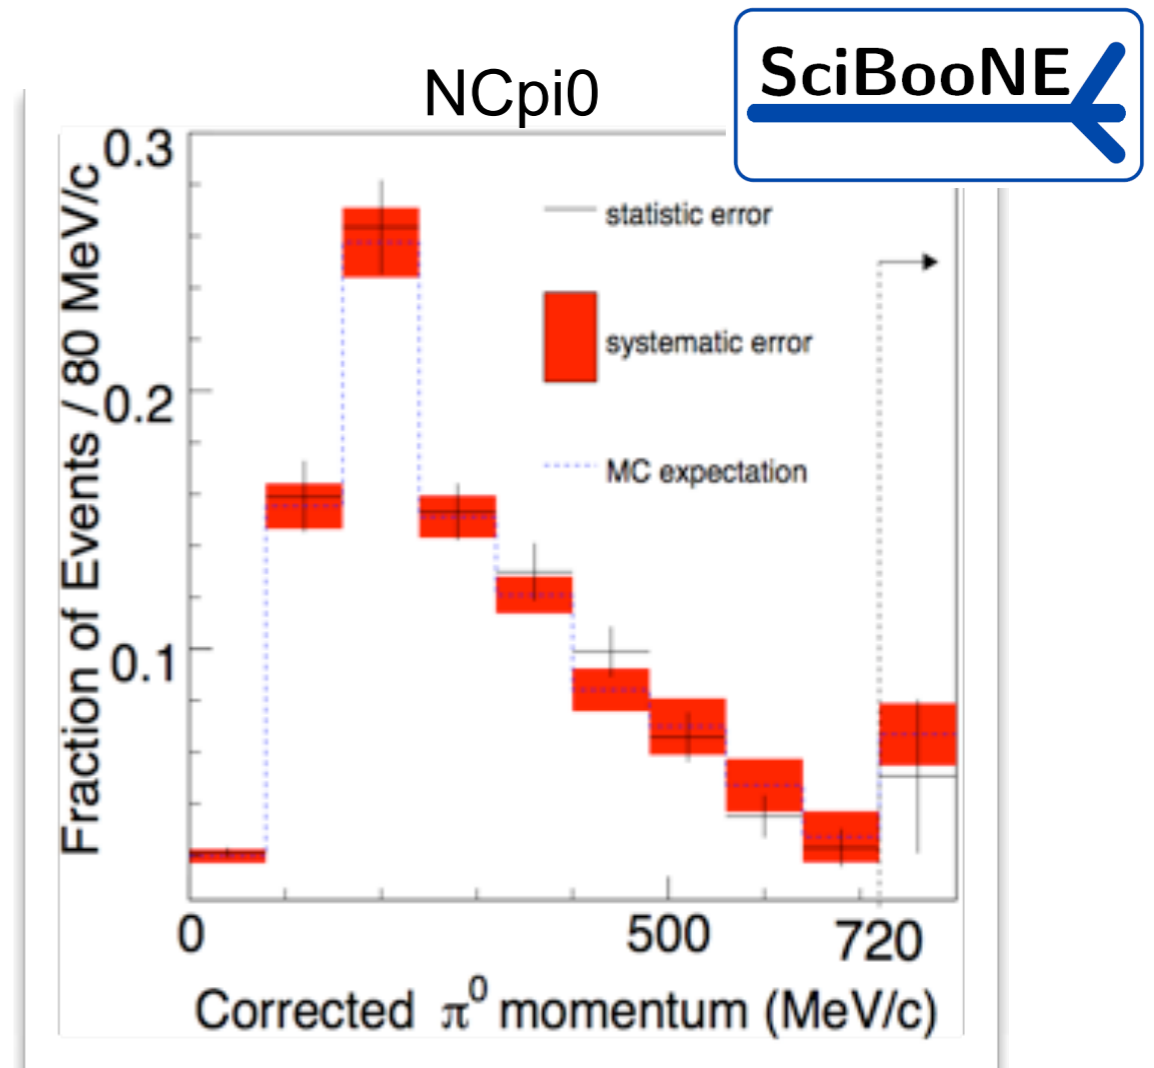 NCpi0
SciBooNE
Fraction of Events / 80 MeV/c
0.3
0.2
0.1
statistic error
systematic error
MC expectation
0
500
720
Corrected π⁰ momentum (MeV/c)